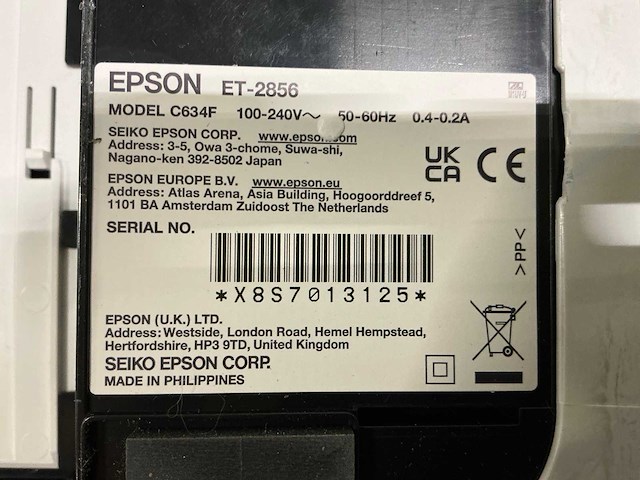 EPSON ET-2856
MODEL C634F 100-240V～ 50-60Hz 0.4-0.2A
SEIKO EPSON CORP. www.epson.com
Address: 3-5, Owa 3-chome, Suwa-shi,
Nagano-ken 392-8502 Japan
UK
CA CE
EPSON EUROPE B.V. www.epson.eu
Address: Atlas Arena, Asia Building, Hoogoorddreef 5,
1101 BA Amsterdam Zuidoost The Netherlands
SERIAL NO.
>PP<
*X8S7013125*
EPSON (U.K.) LTD.
Address: Westside, London Road, Hemel Hempstead,
Hertfordshire, HP3 9TD, United Kingdom
SEIKO EPSON CORP.
MADE IN PHILIPPINES